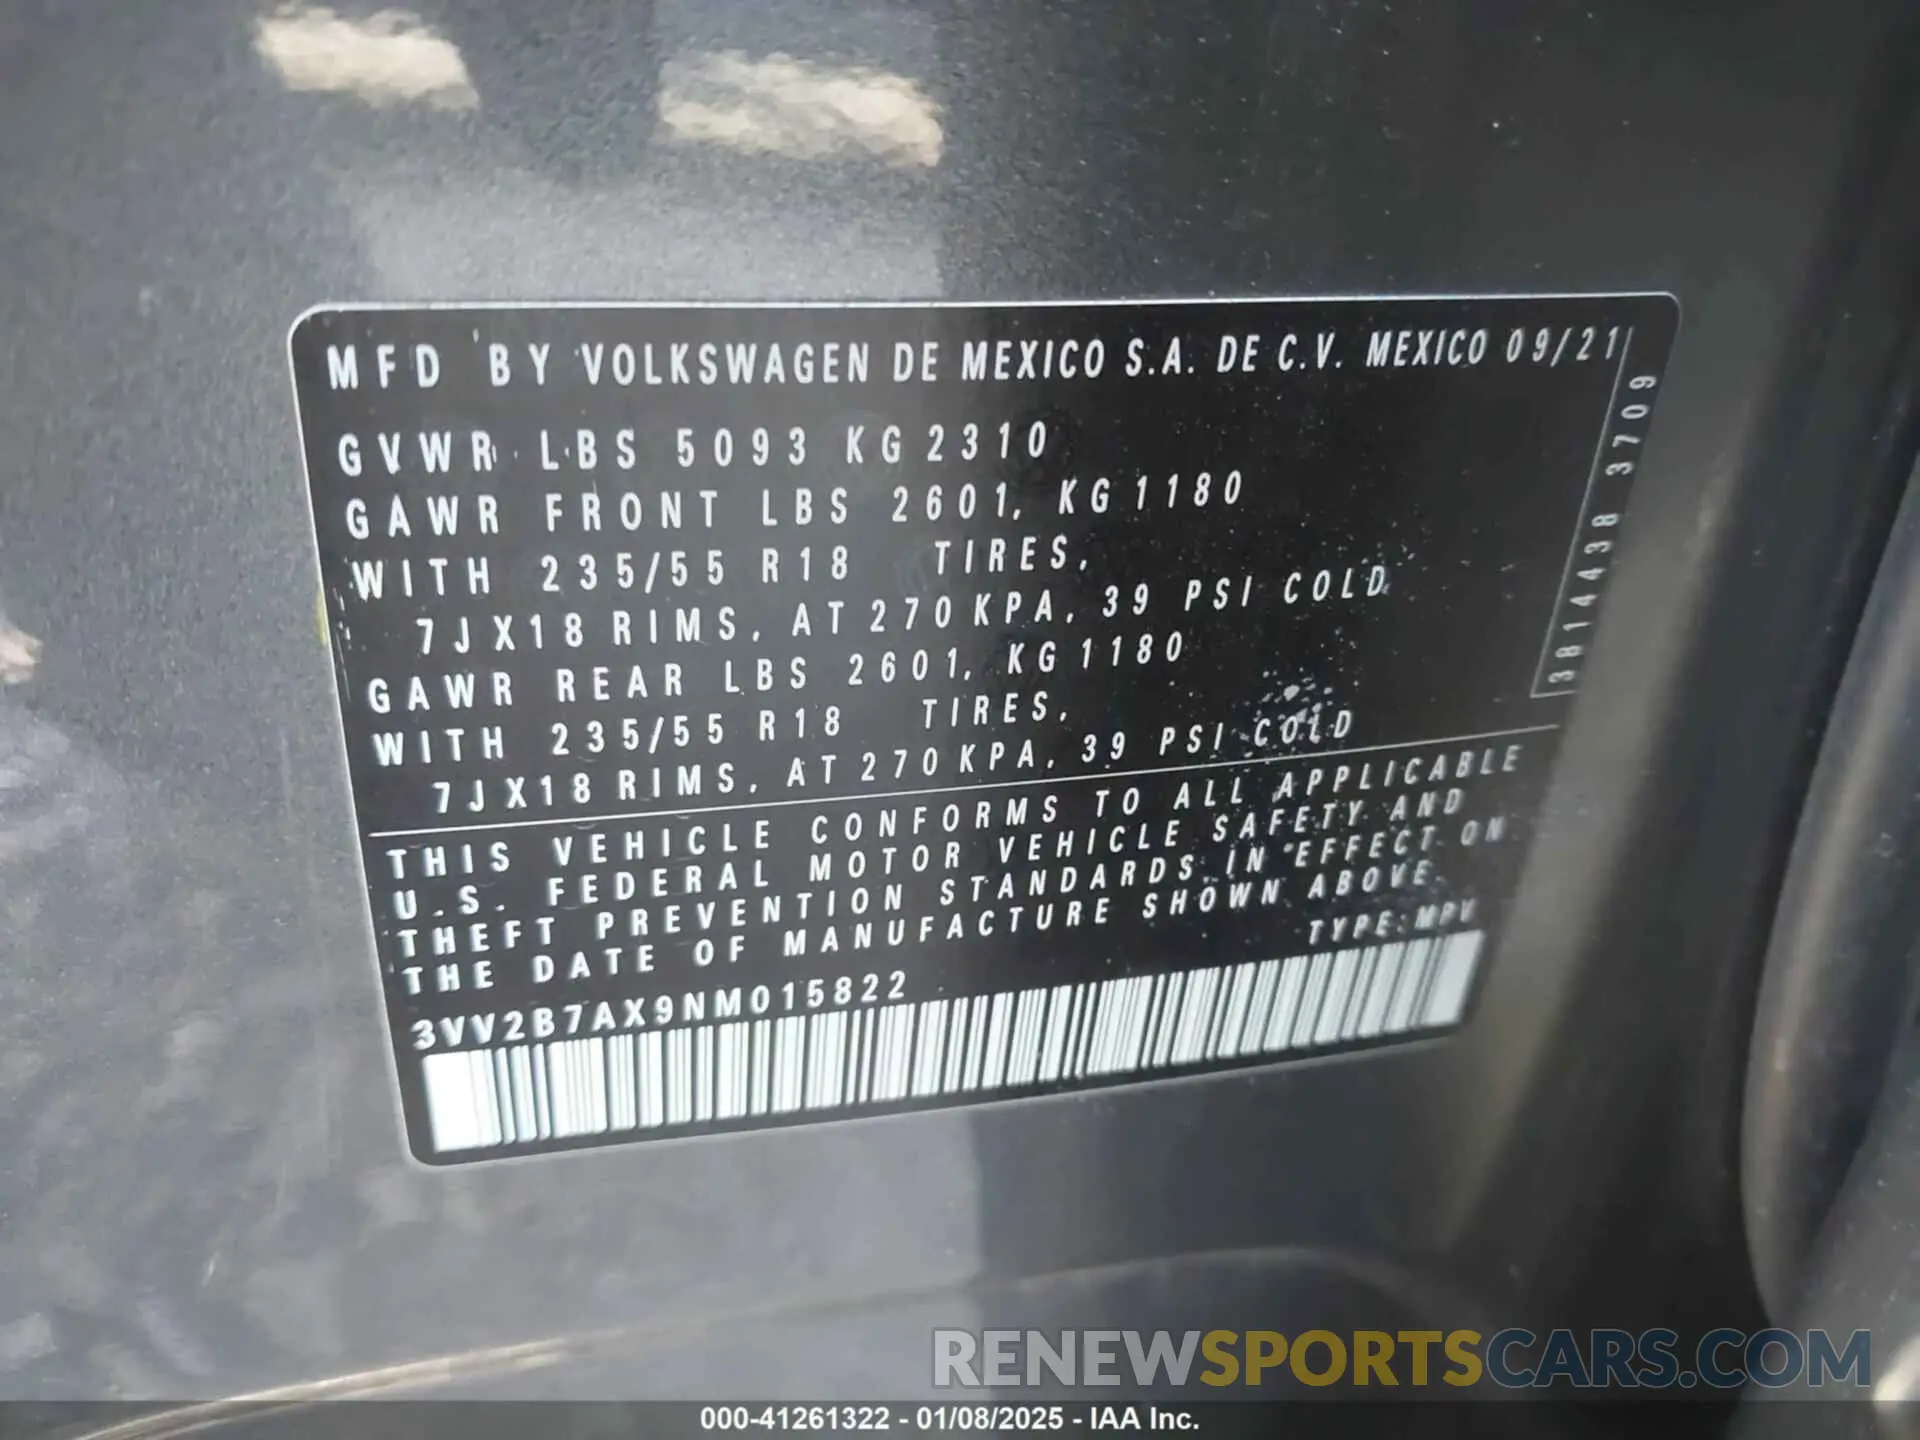 MFD BY VOLKSWAGEN DE MEXICO S.A. DE C.V. MEXICO 09/21
GVWR LBS 5093 KG 2310
GAWR FRONT LBS 2601, KG 1180
WITH 235/55 R18 TIRES,
7JX18 RIMS, AT 270 KPA, 39 PSI COLD
GAWR REAR LBS 2601, KG 1180
WITH 235/55 R18 TIRES,
7JX18 RIMS, AT 270 KPA, 39 PSI COLD
3814438 3709
THIS VEHICLE CONFORMS TO ALL APPLICABLE
U.S. FEDERAL MOTOR VEHICLE SAFETY AND
THEFT PREVENTION STANDARDS IN EFFECT ON
THE DATE OF MANUFACTURE SHOWN ABOVE.
TYPE: MPV
3VV2B7AX9NM015822
RENEWSPORTSCARS.COM
000-41261322 - 01/08/2025 - IAA Inc.